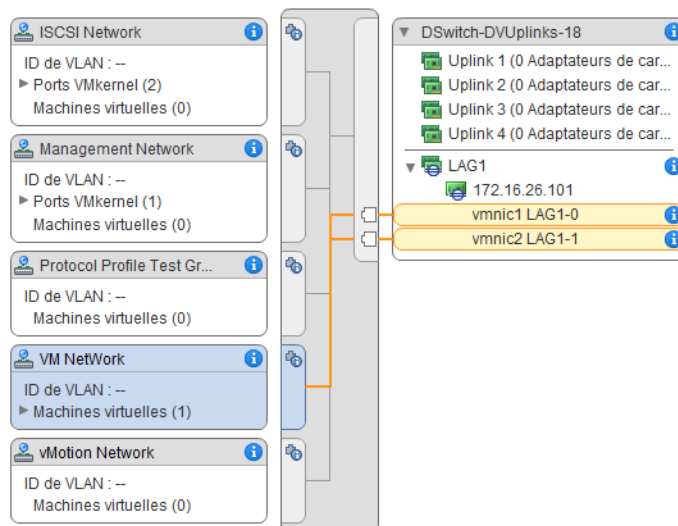 ISCSI Network
ID de VLAN : --
Ports VMkernel (2)
Machines virtuelles (0)
Management Network
ID de VLAN : --
Ports VMkernel (1)
Machines virtuelles (0)
Protocol Profile Test Gr...
ID de VLAN : --
Machines virtuelles (0)
VM NetWork
ID de VLAN : --
Machines virtuelles (1)
vMotion Network
ID de VLAN : --
Machines virtuelles (0)
DSwitch-DVUplinks-18
Uplink 1 (0 Adaptateurs de car...
Uplink 2 (0 Adaptateurs de car...
Uplink 3 (0 Adaptateurs de car...
Uplink 4 (0 Adaptateurs de car...
LAG1
172.16.26.101
vmnic1 LAG1-0
vmnic2 LAG1-1